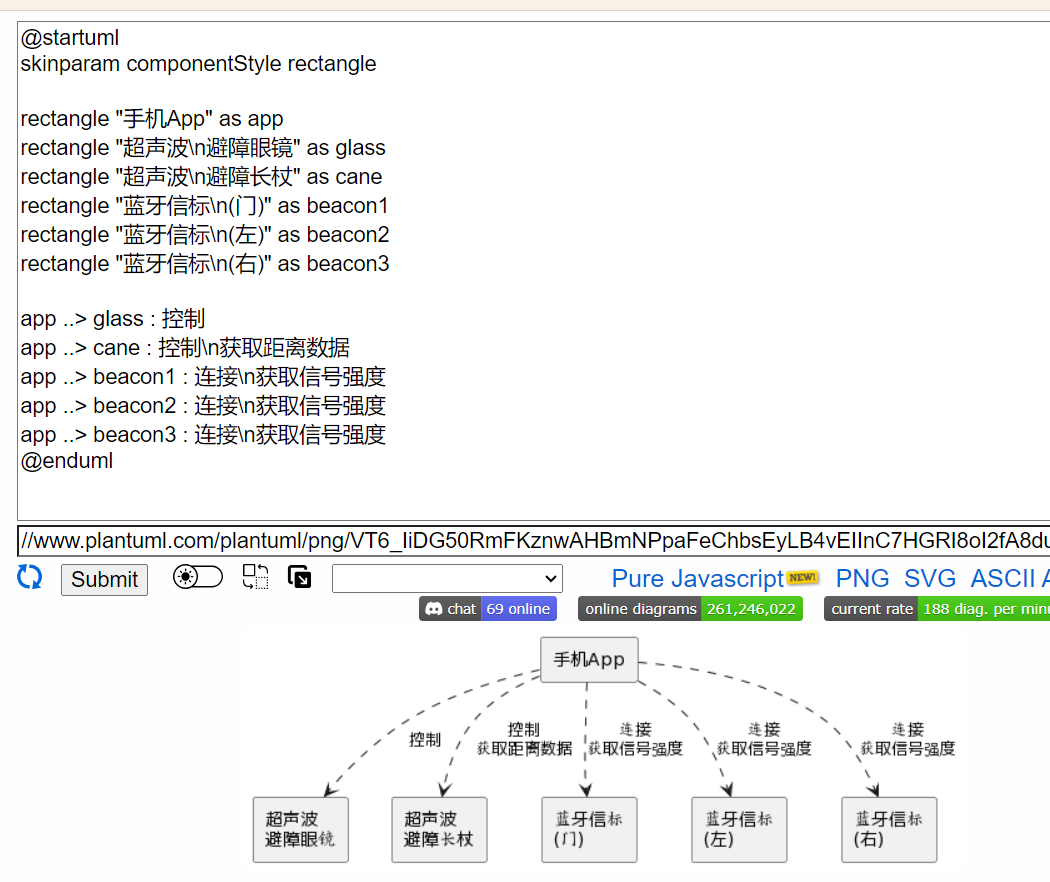 @startuml
skinparam componentStyle rectangle
rectangle "手机App" as app
rectangle "超声波\n避障眼镜" as glass
rectangle "超声波\n避障长杖" as cane
rectangle "蓝牙信标\n(门)" as beacon1
rectangle "蓝牙信标\n(左)" as beacon2
rectangle "蓝牙信标\n(右)" as beacon3
app ..> glass : 控制
app ..> cane : 控制\n获取距离数据
app ..> beacon1 : 连接\n获取信号强度
app ..> beacon2 : 连接\n获取信号强度
app ..> beacon3 : 连接\n获取信号强度
@enduml
//www.plantuml.com/plantuml/png/VT6_IiDG50RmFKznwAHBmNPpaFeChbsEyLB4vEIInC7HGRI8oI2fA8du
Submit
Pure Javascript NEW! PNG SVG ASCII A
chat 69 online online diagrams 261,246,022 current rate 188 diag. per minu
手机App
控制
控制
获取距离数据
连接
获取信号强度
连接
获取信号强度
连接
获取信号强度
超声波
避障眼镜
超声波
避障长杖
蓝牙信标
(门)
蓝牙信标
(左)
蓝牙信标
(右)